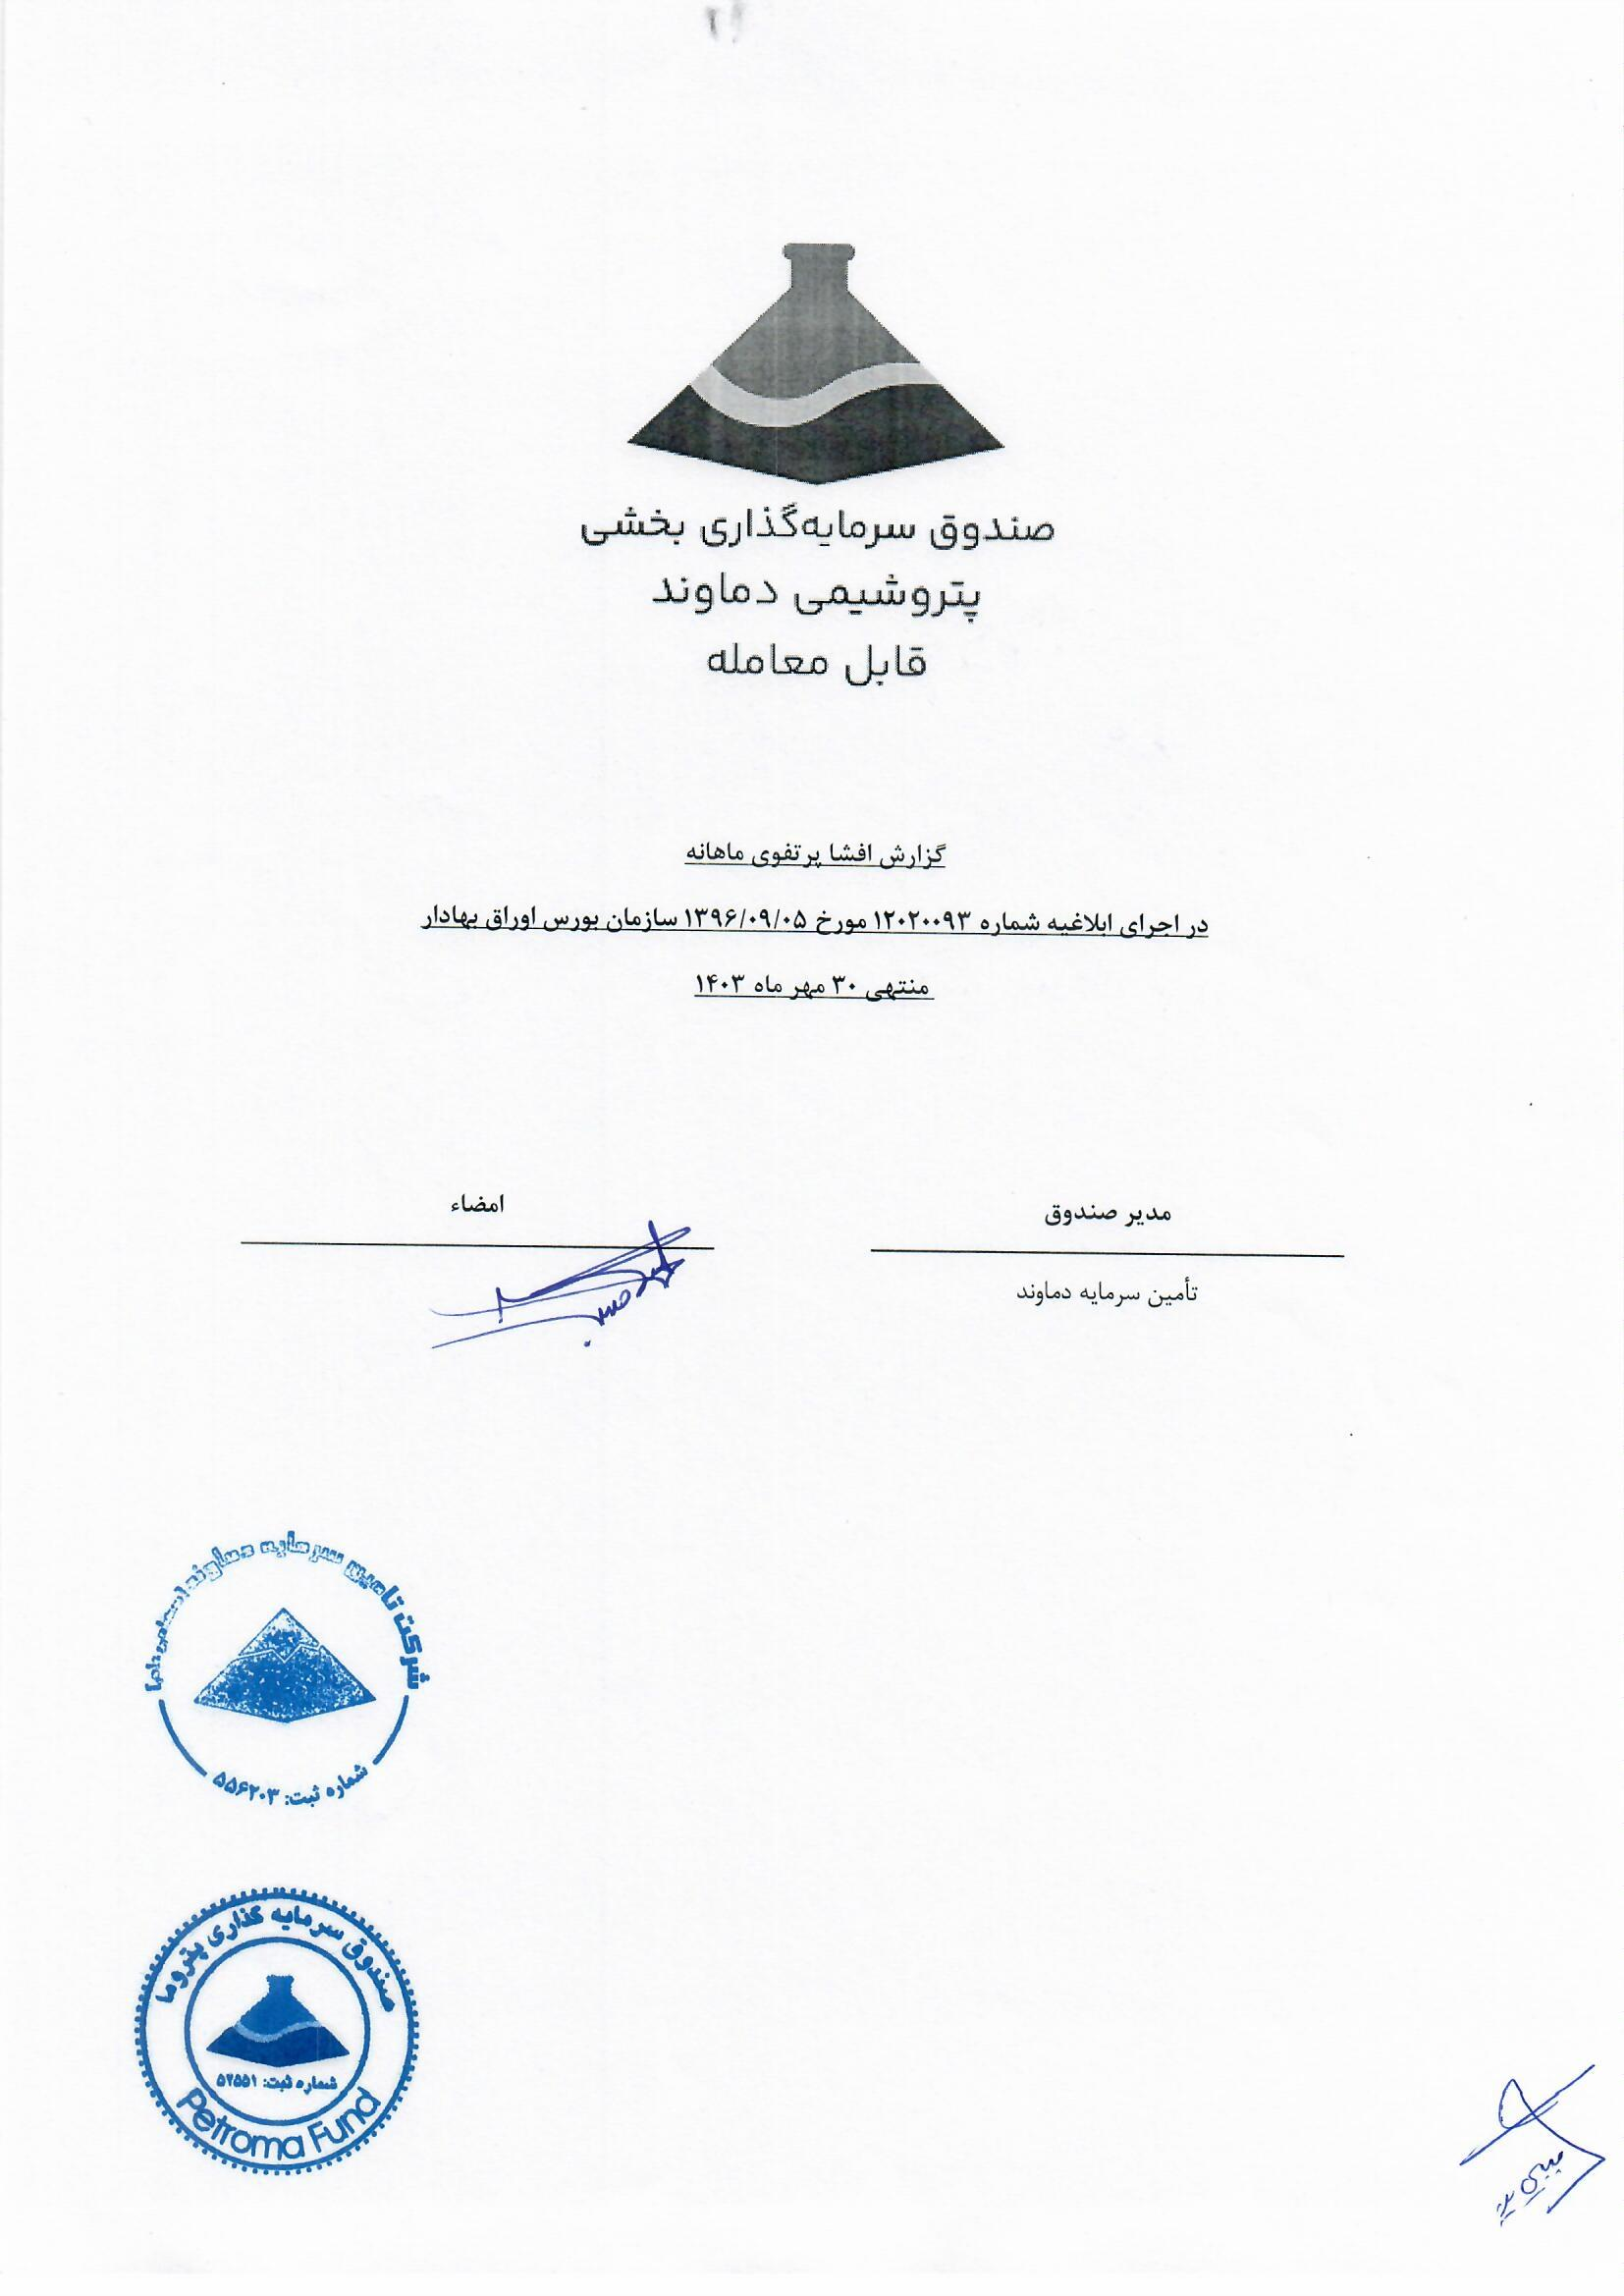 صندوق سرمایه‌گذاری بخشی
پتروشیمی دماوند
قابل معامله
گزارش افشا پرتفوی ماهانه
در اجرای ابلاغیه شماره ۱۲۰۲۰۰۹۳ مورخ ۱۳۹۶/۰۹/۰۵ سازمان بورس اوراق بهادار
منتهی ۳۰ مهر ماه ۱۴۰۳
مدیر صندوق
امضاء
تأمین سرمایه دماوند
شرکت تامین سرمایه دماوند
شماره ثبت: ۵۵۶۲۰۳
صندوق سرمایه گذاری پتروما
شماره ثبت: ۵۲۵۵۱
Petroma Fund